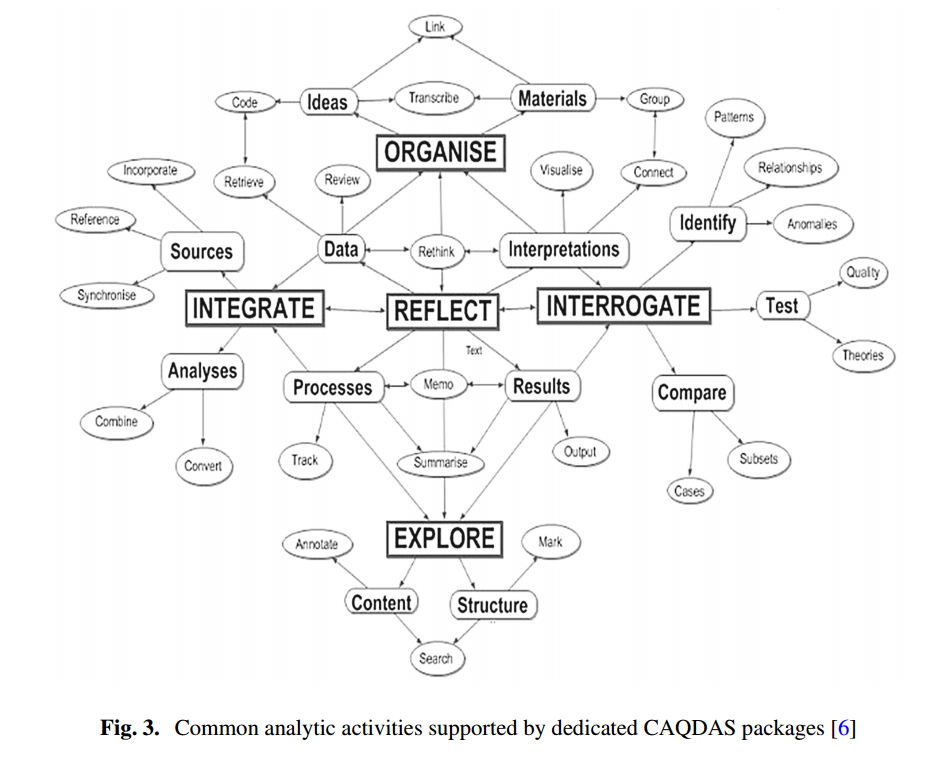 Link
Code
Ideas
Transcribe
Materials
Group
Patterns
ORGANISE
Incorporate
Retrieve
Review
Visualise
Connect
Relationships
Reference
Sources
Data
Rethink
Interpretations
Identify
Anomalies
Synchronise
INTEGRATE
REFLECT
INTERROGATE
Test
Quality
Text
Theories
Analyses
Processes
Memo
Results
Compare
Combine
Convert
Track
Summarise
Output
Subsets
Cases
EXPLORE
Annotate
Mark
Content
Structure
Search
Fig. 3. Common analytic activities supported by dedicated CAQDAS packages [6]